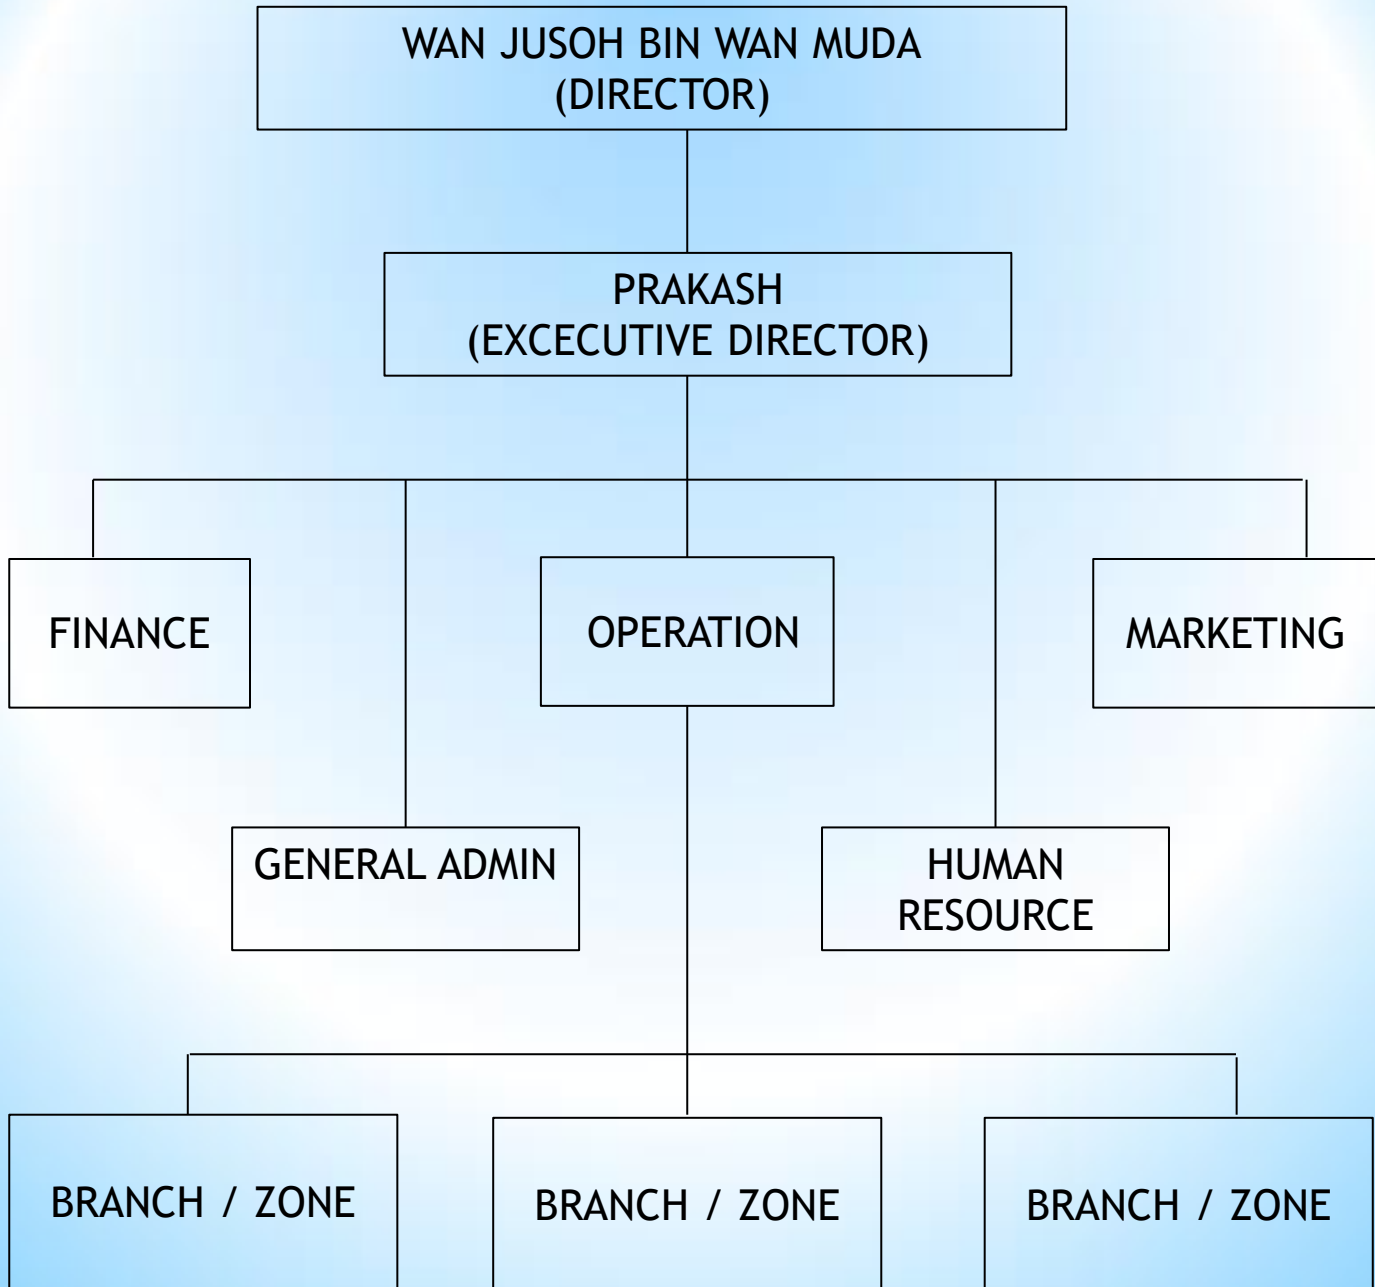 WAN JUSOH BIN WAN MUDA
(DIRECTOR)
PRAKASH
(EXCECUTIVE DIRECTOR)
FINANCE
OPERATION
MARKETING
GENERAL ADMIN
HUMAN
RESOURCE
BRANCH / ZONE
BRANCH / ZONE
BRANCH / ZONE